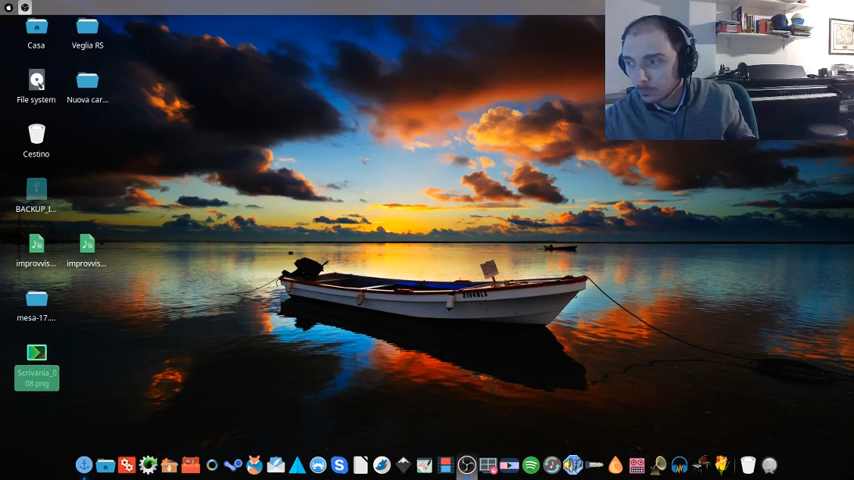 Casa
Veglia RS
File system
Nuova car...
Cestino
BACKUP_I...
improvvis...
improvvis...
mesa-17....
Scrivania_0
08.png